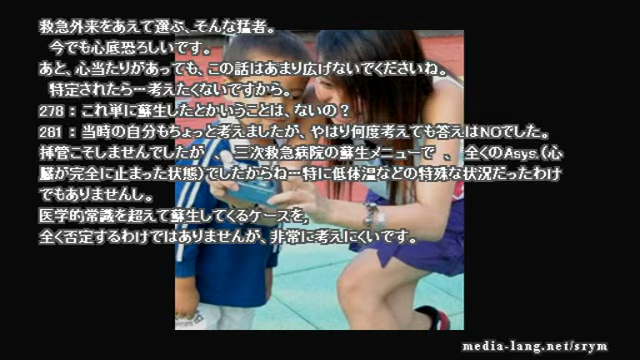 救急外来をあえて選ぶ、そんな猛者。
今でも心底恐ろしいです。
あと、心当たりがあっても、この話はあまり広げないでくださいね。
特定されたら…考えたくないですから。
278 : これ単に蘇生したとかいうことは、ないの？
281 : 当時の自分もちょっと考えましたが、やはり何度考えても答えはNOでした。
挿管こそしませんでしたが 、 三次救急病院の蘇生メニューで 、 全くのAsys.(心
臓が完全に止まった状態)でしたからね…特に低体温などの特殊な状況だったわけ
でもありませんし。
医学的常識を超えて蘇生してくるケースを,
全く否定するわけではありませんが、非常に考えにくいです。
media-lang.net/srym